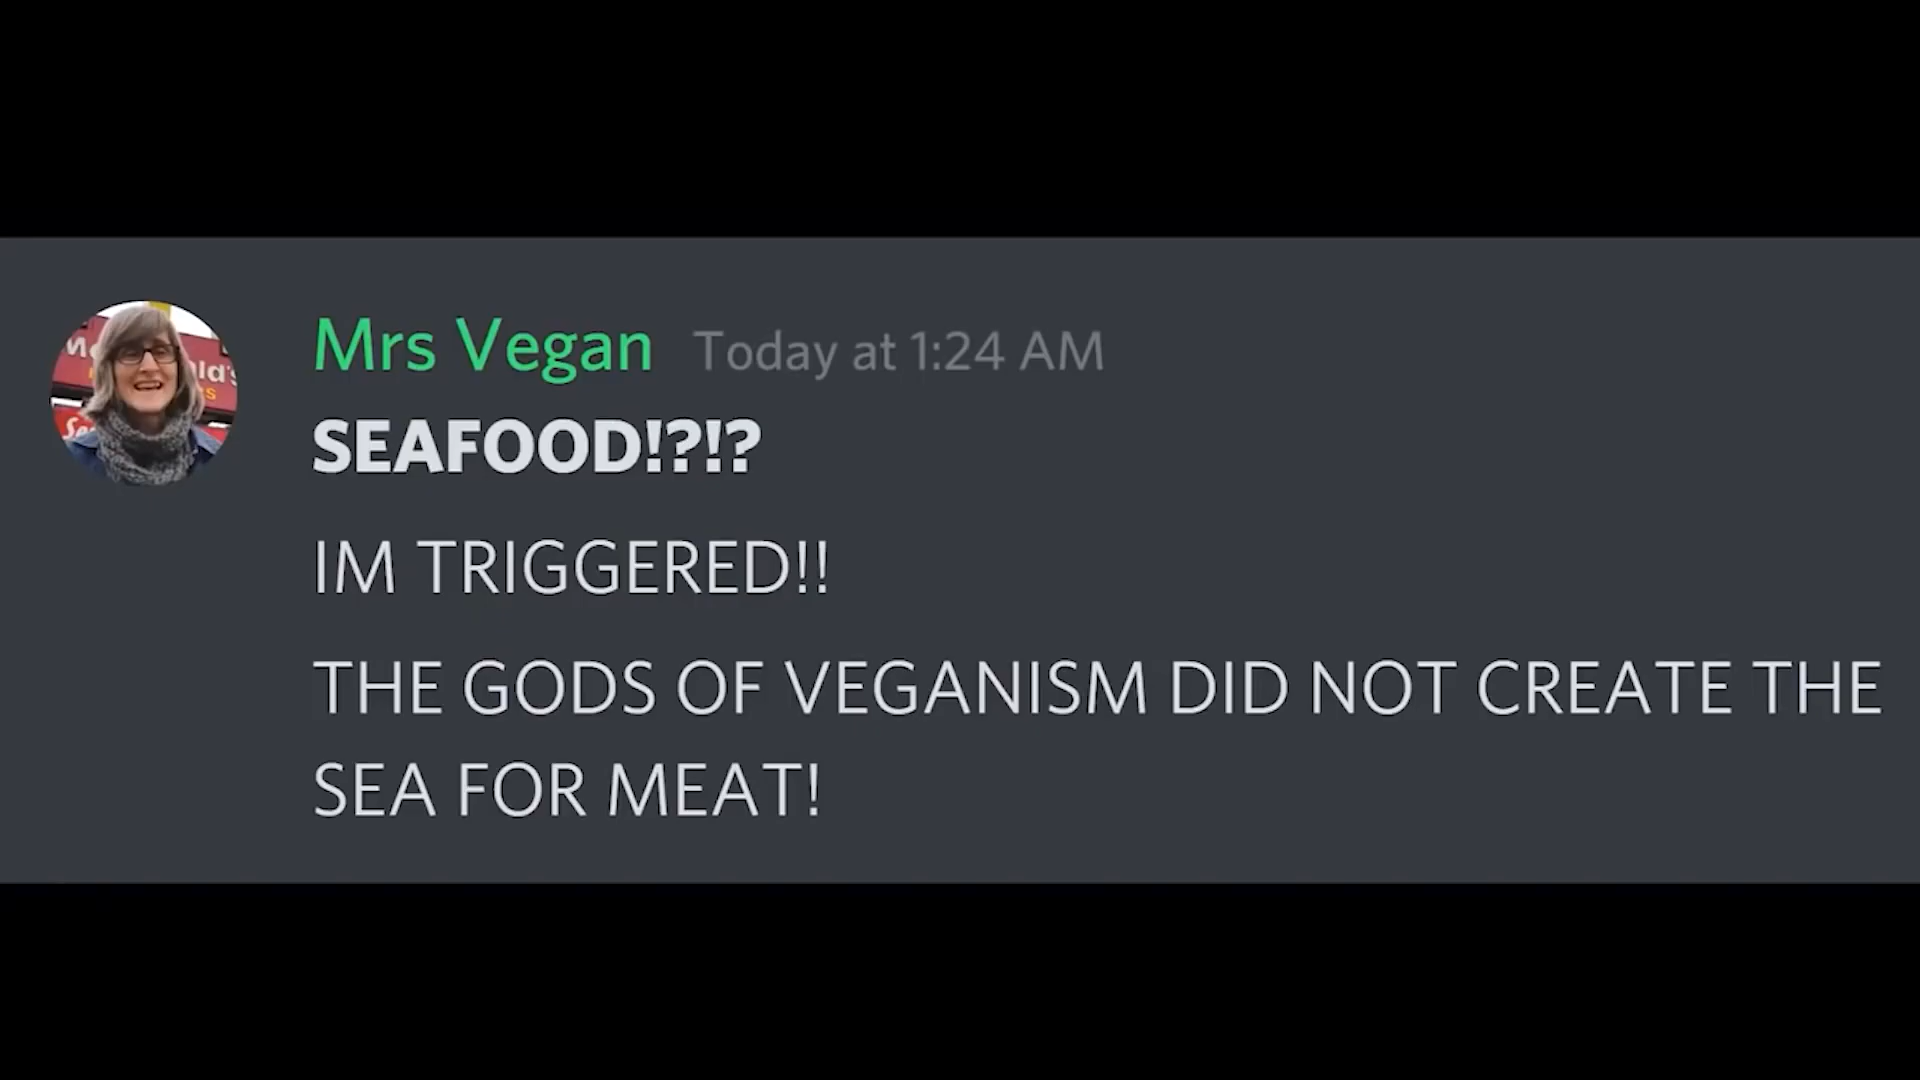 Mrs Vegan Today at 1:24 AM
SEAFOOD!?!?
IM TRIGGERED!!
THE GODS OF VEGANISM DID NOT CREATE THE
SEA FOR MEAT!